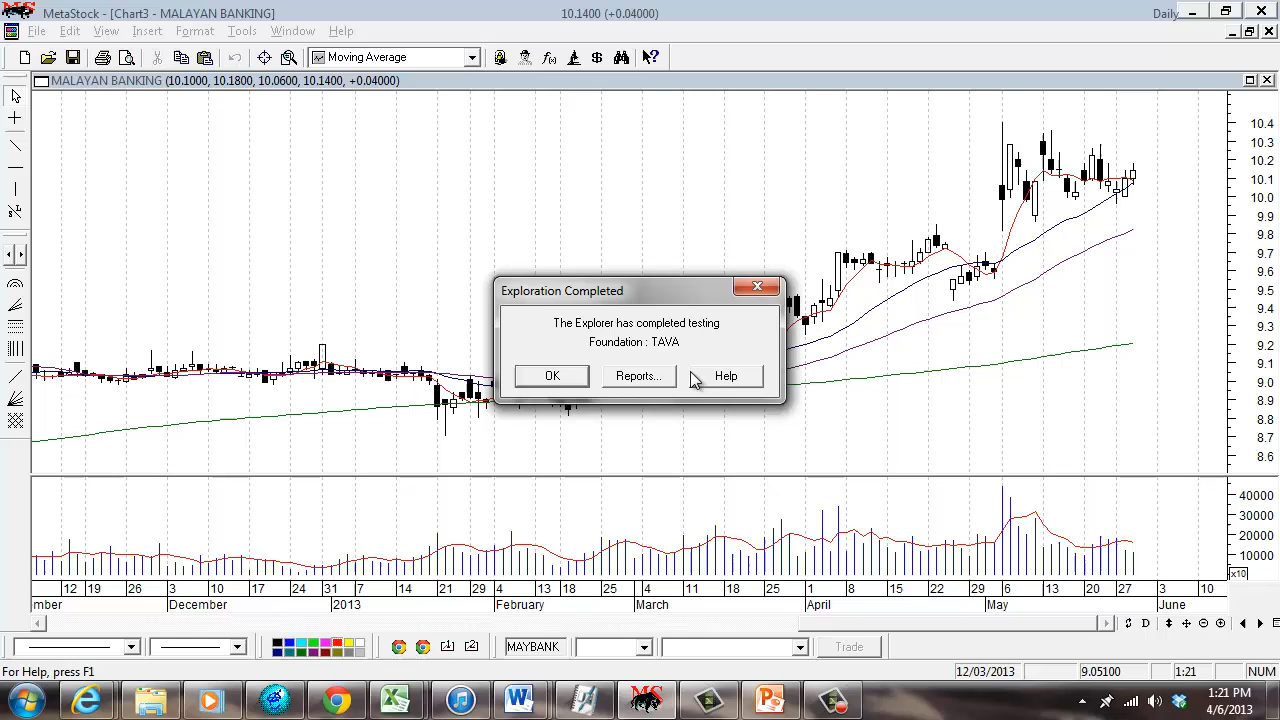 MS
MetaStock - [Chart3 - MALAYAN BANKING]
10.1400 (+0.04000)
Daily
File Edit View Insert Format Tools Window Help
Moving Average
MALAYAN BANKING (10.1000, 10.1800, 10.0600, 10.1400, +0.04000)
10.4
10.3
10.2
10.1
10.0
9.9
9.8
9.7
9.6
9.5
9.4
9.3
9.2
9.1
9.0
8.9
8.8
8.7
8.6
Exploration Completed
The Explorer has completed testing
Foundation : TAVA
OK Reports... Help
40000
30000
20000
10000
x10
12 19 26 3 10 17 24 31 7 14 21 29 4 13 18 25 4 11 18 25 1 8 15 22 29 6 13 20 27 3 10
mber December 2013 February March April May June
D
MAYBANK
Trade
For Help, press F1
12/03/2013 9.05100 1:21 NUM
MS
1:21 PM
4/6/2013